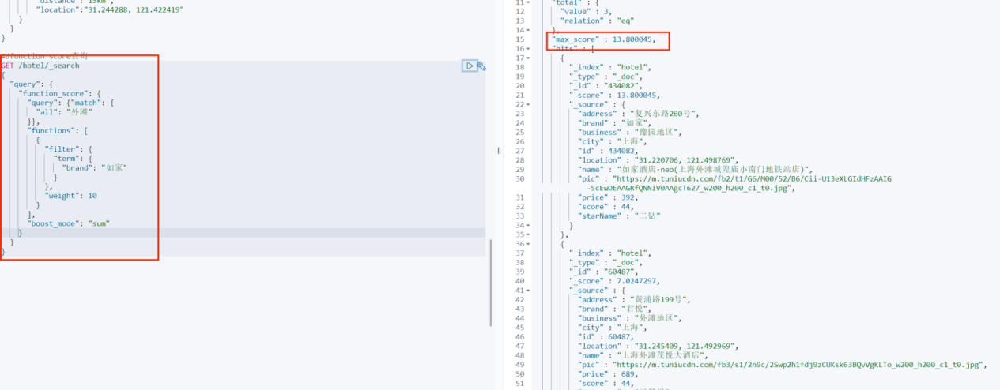 "distance": "15km",
"location":"31.244288, 121.422419"
}
}
}
#dfunction score查询
GET /hotel/_search
{
"query": {
"function_score": {
"query": {"match": {
"all": "外滩"
}},
"functions": [
{
"filter": {
"term": {
"brand": "如家"
}
},
"weight": 10
}
],
"boost_mode": "sum"
}
}
}
11 "total" : {
12 "value" : 3,
13 "relation" : "eq"
14 },
15 "max_score" : 13.800045,
16 "hits" : [
17 {
18 "_index" : "hotel",
19 "_type" : "_doc",
20 "_id" : "434082",
21 "_score" : 13.800045,
22 "_source" : {
23 "address" : "复兴东路260号",
24 "brand" : "如家",
25 "business" : "豫园地区",
26 "city" : "上海",
27 "id" : 434082,
28 "location" : "31.220706, 121.498769",
29 "name" : "如家酒店·neo(上海外滩城隍庙小南门地铁站店)",
30 "pic" : "https://m.tuniucdn.com/fb2/t1/G6/M00/52/B6/Cii-U13eXLGIdHFzAAIG
-5cEwDEAAGRfQNNIV0AAgcT627_w200_h200_c1_t0.jpg",
31 "price" : 392,
32 "score" : 44,
33 "starName" : "二钻"
34 }
35 },
36 {
37 "_index" : "hotel",
38 "_type" : "_doc",
39 "_id" : "60487",
40 "_score" : 7.0247297,
41 "_source" : {
42 "address" : "黄浦路199号",
43 "brand" : "君悦",
44 "business" : "外滩地区",
45 "city" : "上海",
46 "id" : 60487,
47 "location" : "31.245409, 121.492969",
48 "name" : "上海外滩茂悦大酒店",
49 "pic" : "https://m.tuniucdn.com/fb3/s1/2n9c/2Swp2h1fdj9zCUKsk63BQvVgKLTo_w200_h200_c1_t0.jpg",
50 "price" : 689,
51 "score" : 44,